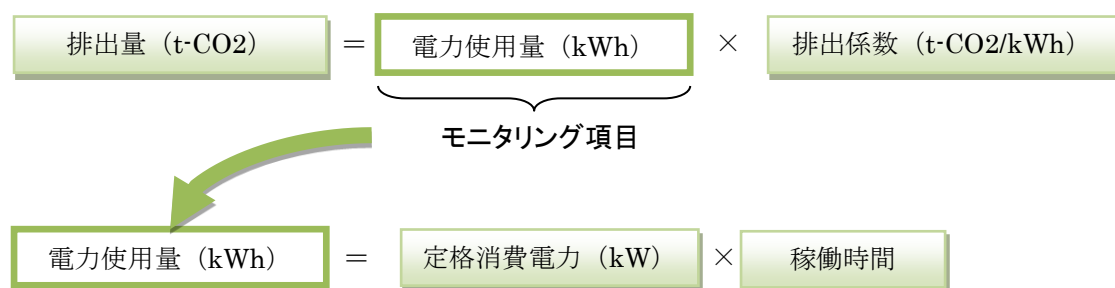 排出量（t-CO2） ＝ 電力使用量（kWh） × 排出係数（t-CO2/kWh）
モニタリング項目
電力使用量（kWh） ＝ 定格消費電力（kW） × 稼働時間